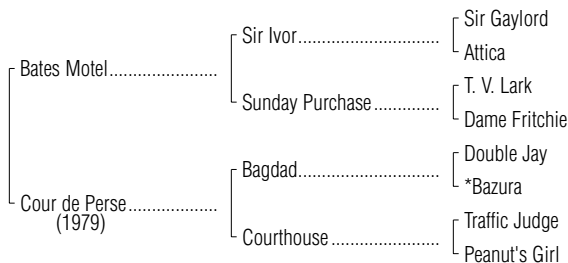 Sir Gaylord
Sir Ivor
Attica
Bates Motel
T. V. Lark
Sunday Purchase
Dame Fritchie
Double Jay
Bagdad
*Bazura
Cour de Perse
(1979)
Traffic Judge
Courthouse
Peanut's Girl